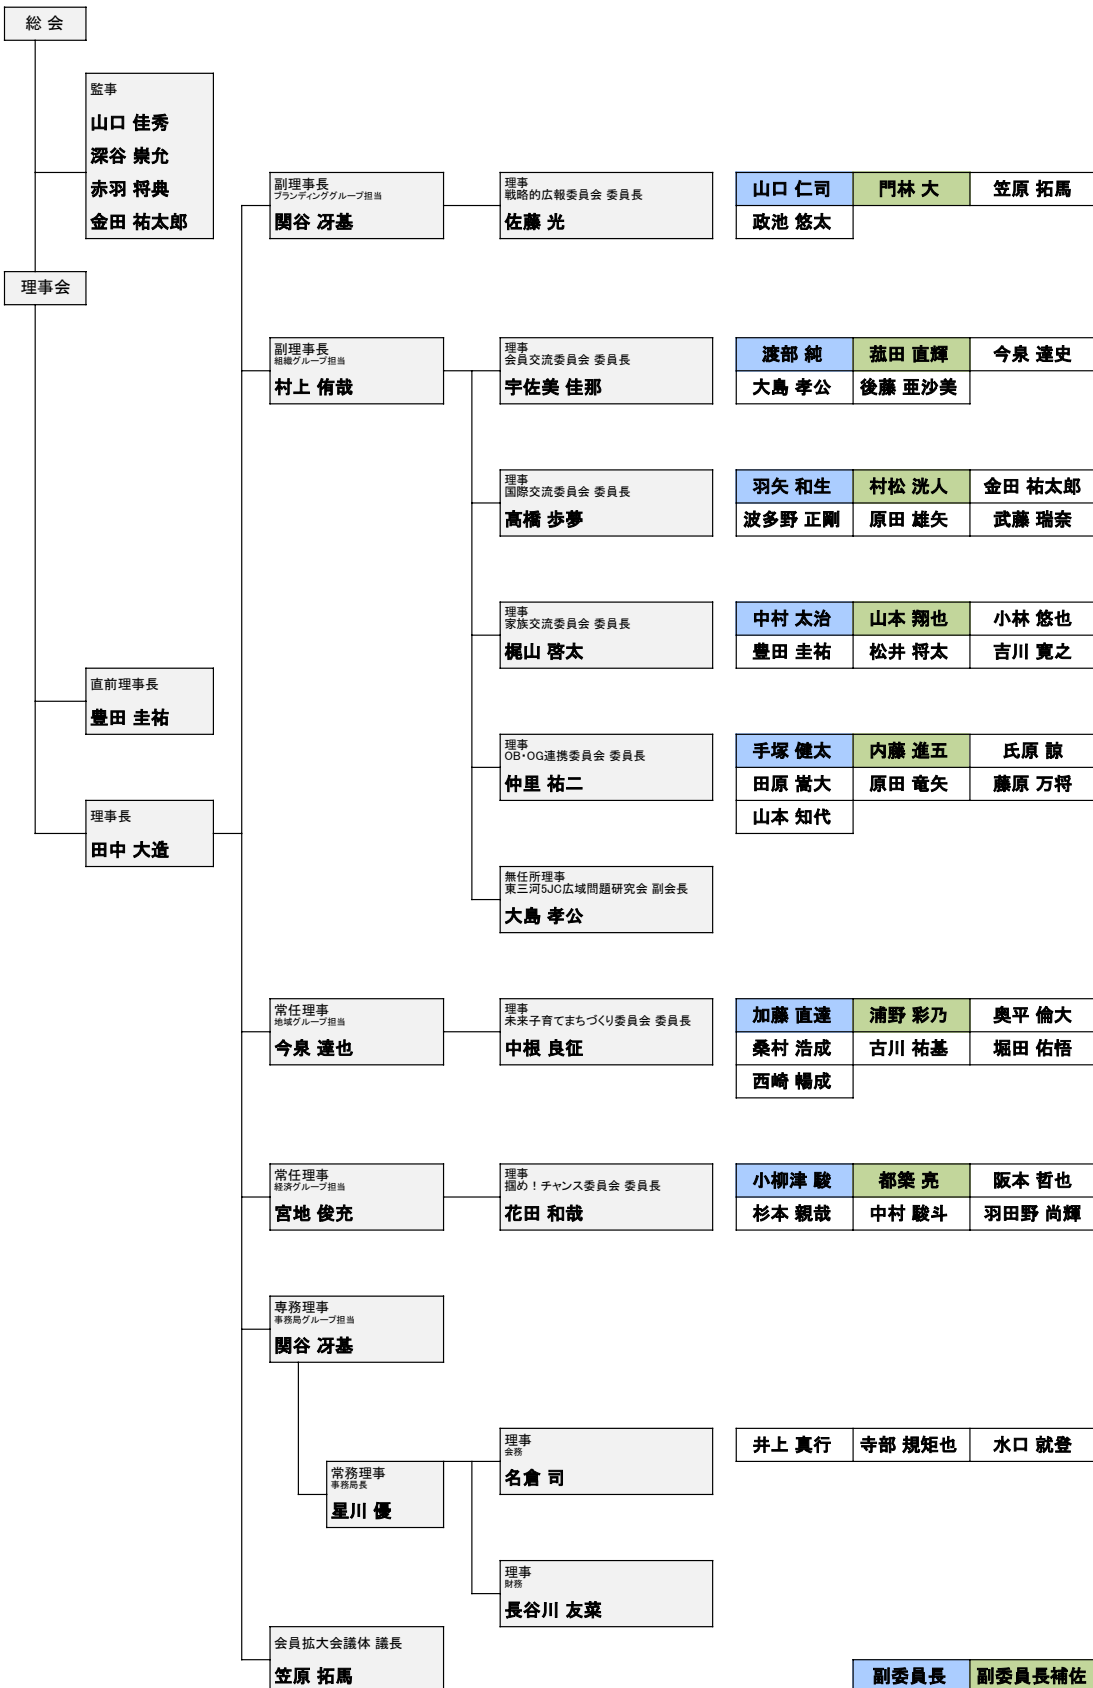 総 会
監事
山口 佳秀
深谷 崇允
赤羽 将典
金田 祐太郎
理事会
直前理事長
豊田 圭祐
理事長
田中 大造
副理事長
ブランディンググループ担当
関谷 冴基
理事
戦略的広報委員会 委員長
佐藤 光
山口 仁司 門林 大 笠原 拓馬
政池 悠太
副理事長
組織グループ担当
村上 侑哉
理事
会員交流委員会 委員長
宇佐美 佳那
渡部 純 菰田 直輝 今泉 達史
大島 孝公 後藤 亜沙美
理事
国際交流委員会 委員長
高橋 歩夢
羽矢 和生 村松 洸人 金田 祐太郎
波多野 正剛 原田 雄矢 武藤 瑞奈
理事
家族交流委員会 委員長
梶山 啓太
中村 太治 山本 翔也 小林 悠也
豊田 圭祐 松井 将太 吉川 寛之
理事
OB・OG連携委員会 委員長
仲里 祐二
手塚 健太 内藤 進五 氏原 諒
田原 嵩大 原田 竜矢 藤原 万将
山本 知代
無任所理事
東三河5JC広域問題研究会 副会長
大島 孝公
常任理事
地域グループ担当
今泉 達也
理事
未来子育てまちづくり委員会 委員長
中根 良征
加藤 直達 浦野 彩乃 奥平 倫大
桑村 浩成 古川 祐基 堀田 佑悟
西崎 暢成
常任理事
経済グループ担当
宮地 俊充
理事
掴め！チャンス委員会 委員長
花田 和哉
小柳津 駿 都築 亮 阪本 哲也
杉本 親哉 中村 駿斗 羽田野 尚輝
専務理事
事務局グループ担当
関谷 冴基
常務理事
事務局長
星川 優
理事
会務
名倉 司
井上 真行 寺部 規矩也 水口 就登
理事
財務
長谷川 友菜
会員拡大会議体 議長
笠原 拓馬
副委員長 副委員長補佐